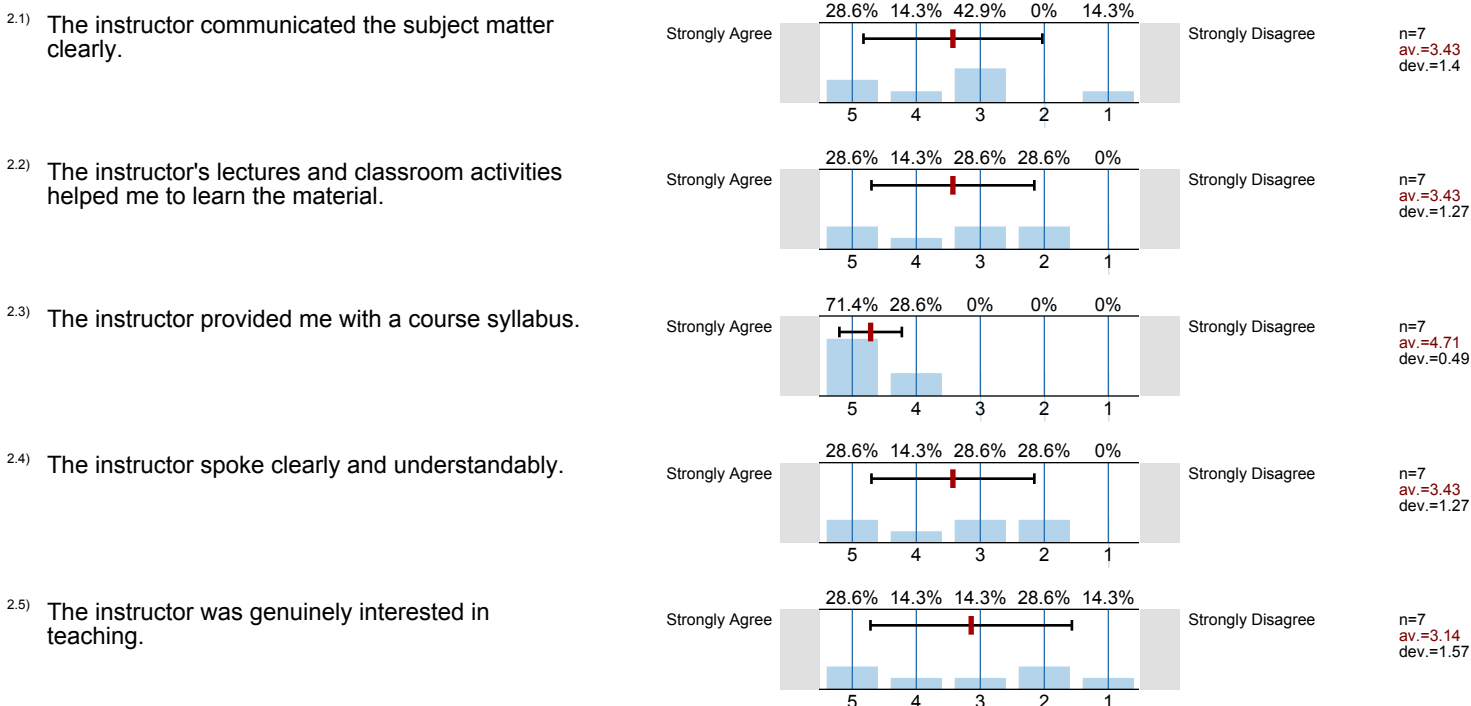 2.1) The instructor communicated the subject matter
clearly.
Strongly Agree
28.6% 14.3% 42.9% 0% 14.3%
5 4 3 2 1
Strongly Disagree
n=7
av.=3.43
dev.=1.4
2.2) The instructor's lectures and classroom activities
helped me to learn the material.
Strongly Agree
28.6% 14.3% 28.6% 28.6% 0%
5 4 3 2 1
Strongly Disagree
n=7
av.=3.43
dev.=1.27
2.3) The instructor provided me with a course syllabus.
Strongly Agree
71.4% 28.6% 0% 0% 0%
5 4 3 2 1
Strongly Disagree
n=7
av.=4.71
dev.=0.49
2.4) The instructor spoke clearly and understandably.
Strongly Agree
28.6% 14.3% 28.6% 28.6% 0%
5 4 3 2 1
Strongly Disagree
n=7
av.=3.43
dev.=1.27
2.5) The instructor was genuinely interested in
teaching.
Strongly Agree
28.6% 14.3% 14.3% 28.6% 14.3%
5 4 3 2 1
Strongly Disagree
n=7
av.=3.14
dev.=1.57